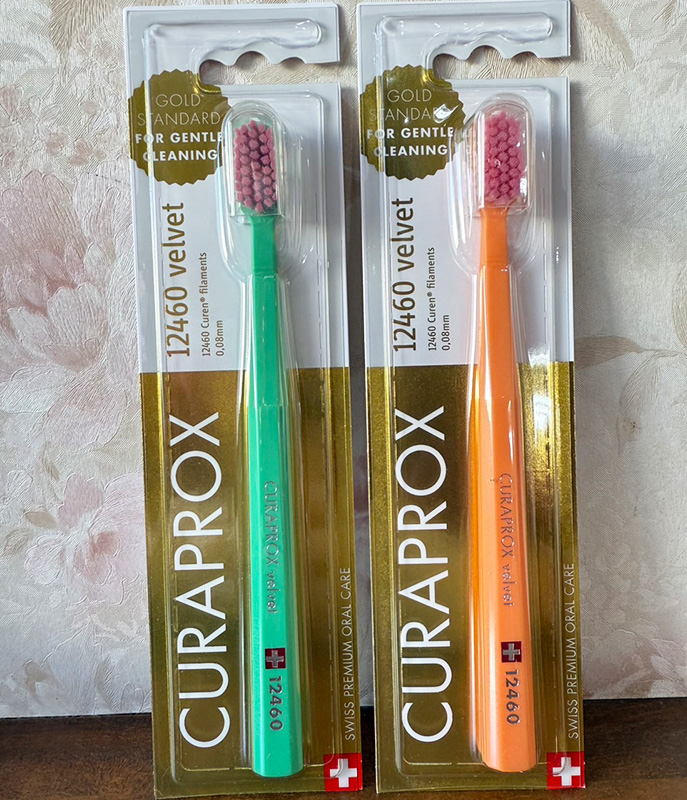 GOLD
STANDARD
FOR GENTLE
CLEANING
12460 velvet
12460 Curen® filaments
0,08mm
CURAPROX
CURAPROX velvet
12460
SWISS PREMIUM ORAL CARE
GOLD
STANDARD
FOR GENTLE
CLEANING
12460 velvet
12460 Curen® filaments
0,08mm
CURAPROX
CURAPROX velvet
12460
SWISS PREMIUM ORAL CARE